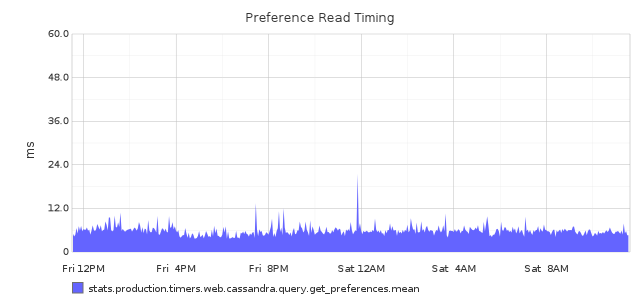 Preference Read Timing
60.0
48.0
36.0
24.0
12.0
0
ms
Fri 12PM Fri 4PM Fri 8PM Sat 12AM Sat 4AM Sat 8AM
stats.production.timers.web.cassandra.query.get_preferences.mean